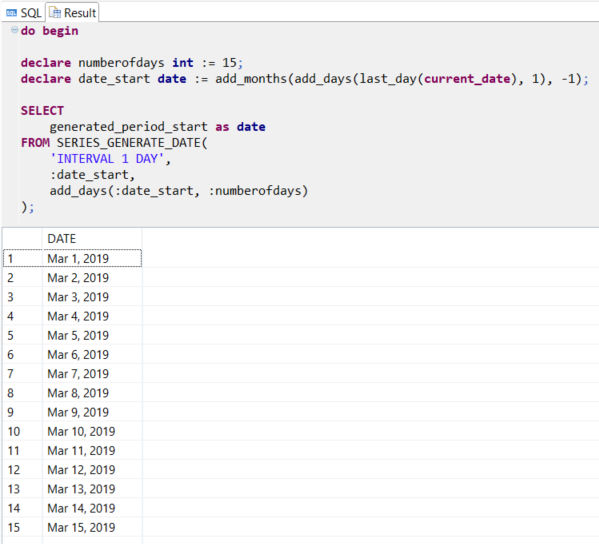 SQL Result
do begin
declare numberofdays int := 15;
declare date_start date := add_months(add_days(last_day(current_date), 1), -1);
SELECT
generated_period_start as date
FROM SERIES_GENERATE_DATE(
'INTERVAL 1 DAY',
:date_start,
add_days(:date_start, :numberofdays)
);
DATE
1 Mar 1, 2019
2 Mar 2, 2019
3 Mar 3, 2019
4 Mar 4, 2019
5 Mar 5, 2019
6 Mar 6, 2019
7 Mar 7, 2019
8 Mar 8, 2019
9 Mar 9, 2019
10 Mar 10, 2019
11 Mar 11, 2019
12 Mar 12, 2019
13 Mar 13, 2019
14 Mar 14, 2019
15 Mar 15, 2019